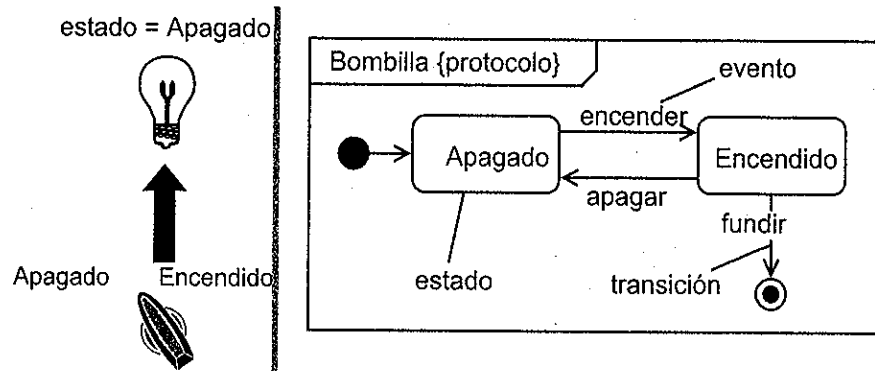 estado = Apagado
Apagado
Encendido
Bombilla {protocolo}
evento
encender
Apagado
Encendido
apagar
fundir
estado
transición